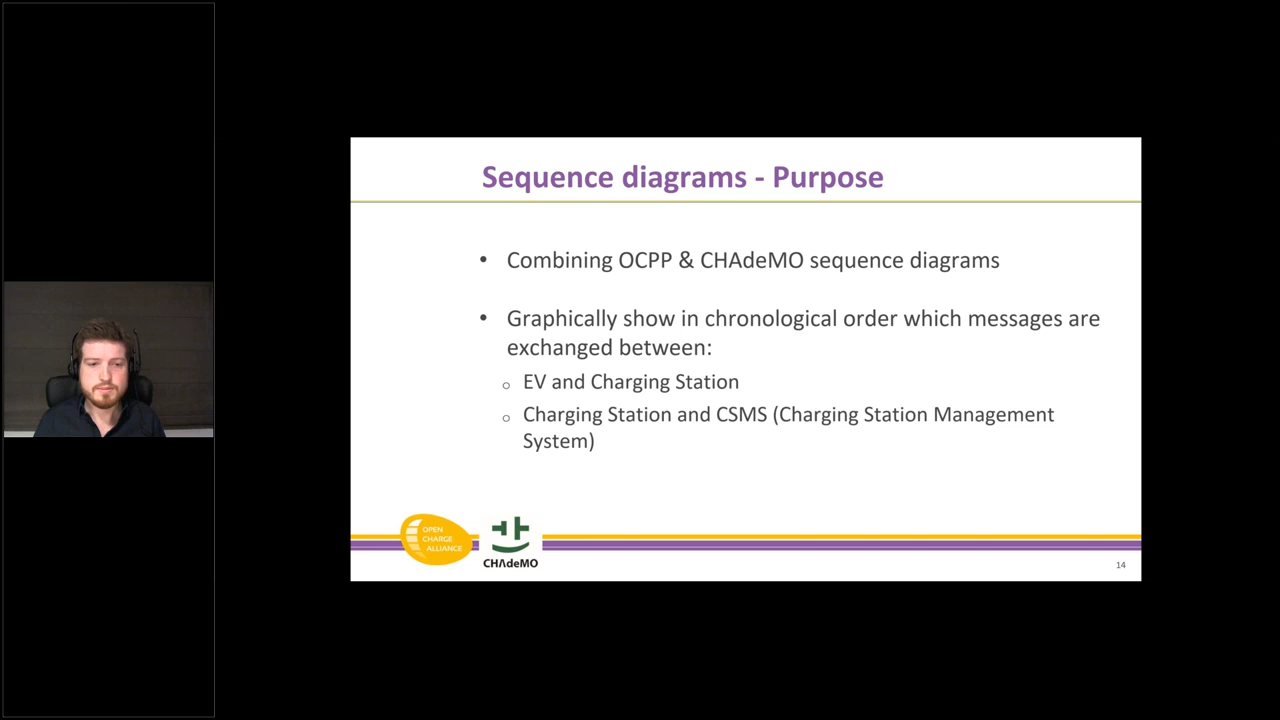 Sequence diagrams - Purpose
• Combining OCPP & CHAdeMO sequence diagrams
• Graphically show in chronological order which messages are
exchanged between:
o EV and Charging Station
o Charging Station and CSMS (Charging Station Management
System)
OPEN
CHARGE
ALLIANCE
CHAdeMO
14